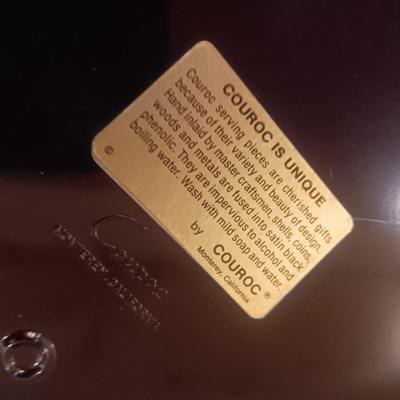 COUROC IS UNIQUE
Couroc serving pieces are cherished gifts
because of their variety and beauty of design.
Hand inlaid by master craftsmen, shells, coins,
woods and metals are fused into satin black
phenolic. They are impervious to alcohol and
boiling water. Wash with mild soap and water.
by
COUROC ®
Monterey, California
©
Couroc
MONTEREY CALIFORNIA